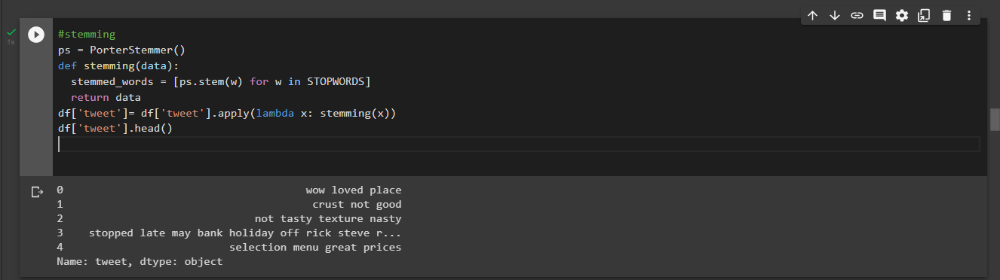 #stemming
ps = PorterStemmer()
def stemming(data):
  stemmed_words = [ps.stem(w) for w in STOPWORDS]
  return data
df['tweet']= df['tweet'].apply(lambda x: stemming(x))
df['tweet'].head()
1s
0 wow loved place
1 crust not good
2 not tasty texture nasty
3 stopped late may bank holiday off rick steve r...
4 selection menu great prices
Name: tweet, dtype: object